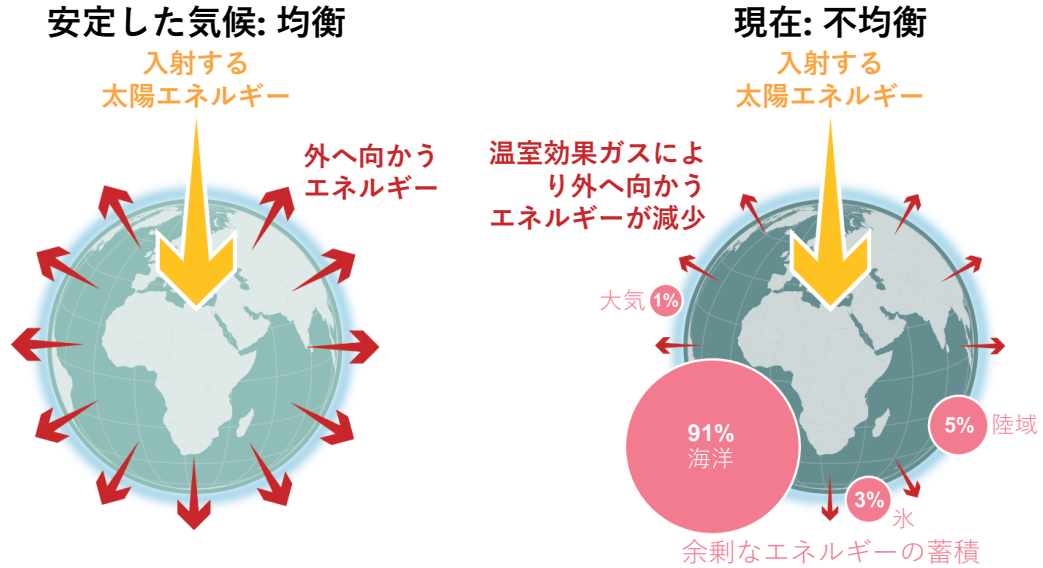 安定した気候: 均衡
入射する
太陽エネルギー
外へ向かう
エネルギー
現在: 不均衡
入射する
太陽エネルギー
温室効果ガスによ
り外へ向かう
エネルギーが減少
大気 1%
91%
海洋
5% 陸域
3%
氷
余剰なエネルギーの蓄積